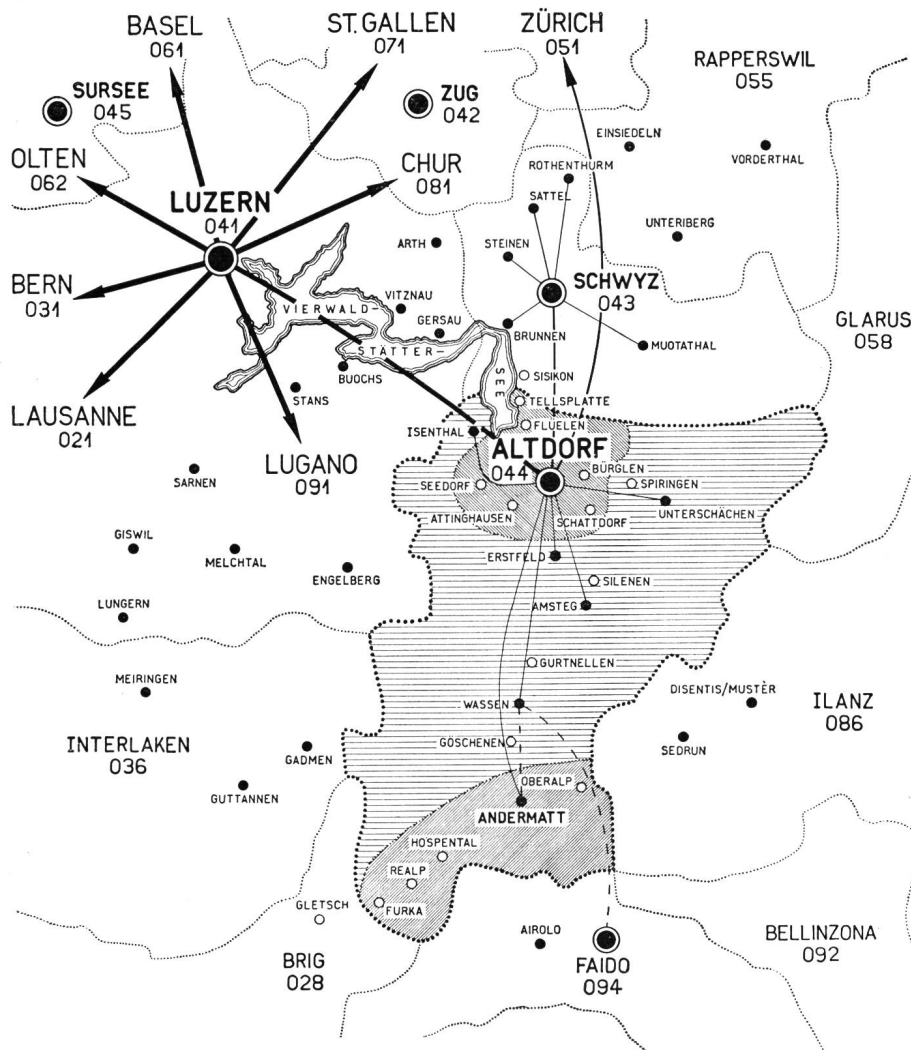 BASEL
061
ST. GALLEN
071
ZÜRICH
051
RAPPERSWIL
055
SURSEE
045
ZUG
042
EINSIEDELN
VORDERTHAL
OLTEN
062
CHUR
081
ROTHENTHURM
SATTEL
LUZERN
041
ARTH
STEINEN
UNTERIBERG
BERN
031
SCHWYZ
043
VITZNAU
VIERWALD-
GERSAU
BRUNNEN
GLARUS
058
MUOTATHAL
STÄTTER-
SEE
BUOCHS
SISIKON
STANS
LAUSANNE
021
TELLSPLATTE
ISENTHAL
FLUELEN
LUGANO
091
ALTDORF
044
BÜRGLEN
SARNEN
SEEDORF
SPIRINGEN
ATTINGHAUSEN
SCHATTDORF
UNTERSCHÄCHEN
GISWIL
MELCHTAL
ERSTFELD
ENGELBERG
SILENEN
LUNGERN
AMSTEG
GURTNELLEN
MEIRINGEN
WASSEN
DISENTIS/MUSTÈR
ILANZ
086
INTERLAKEN
036
GADMEN
GÖSCHENEN
SEDRUN
GUTTANNEN
OBERALP
ANDERMATT
HOSPENTAL
REALP
GLETSCH
FURKA
AIROLO
BELLINZONA
092
BRIG
028
FAIDO
094